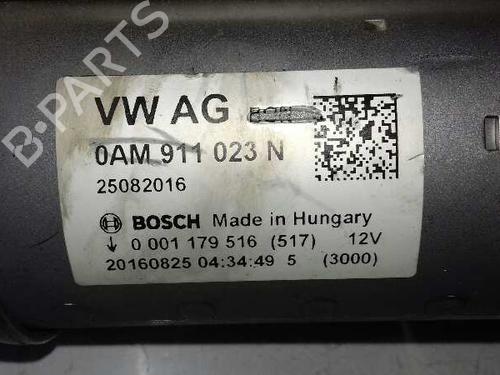 VW AG
0AM 911 023 N
25082016
BOSCH Made in Hungary
↓ 0 001 179 516 (517) 12V
20160825 04:34:49 5 (3000)
B-PARTS